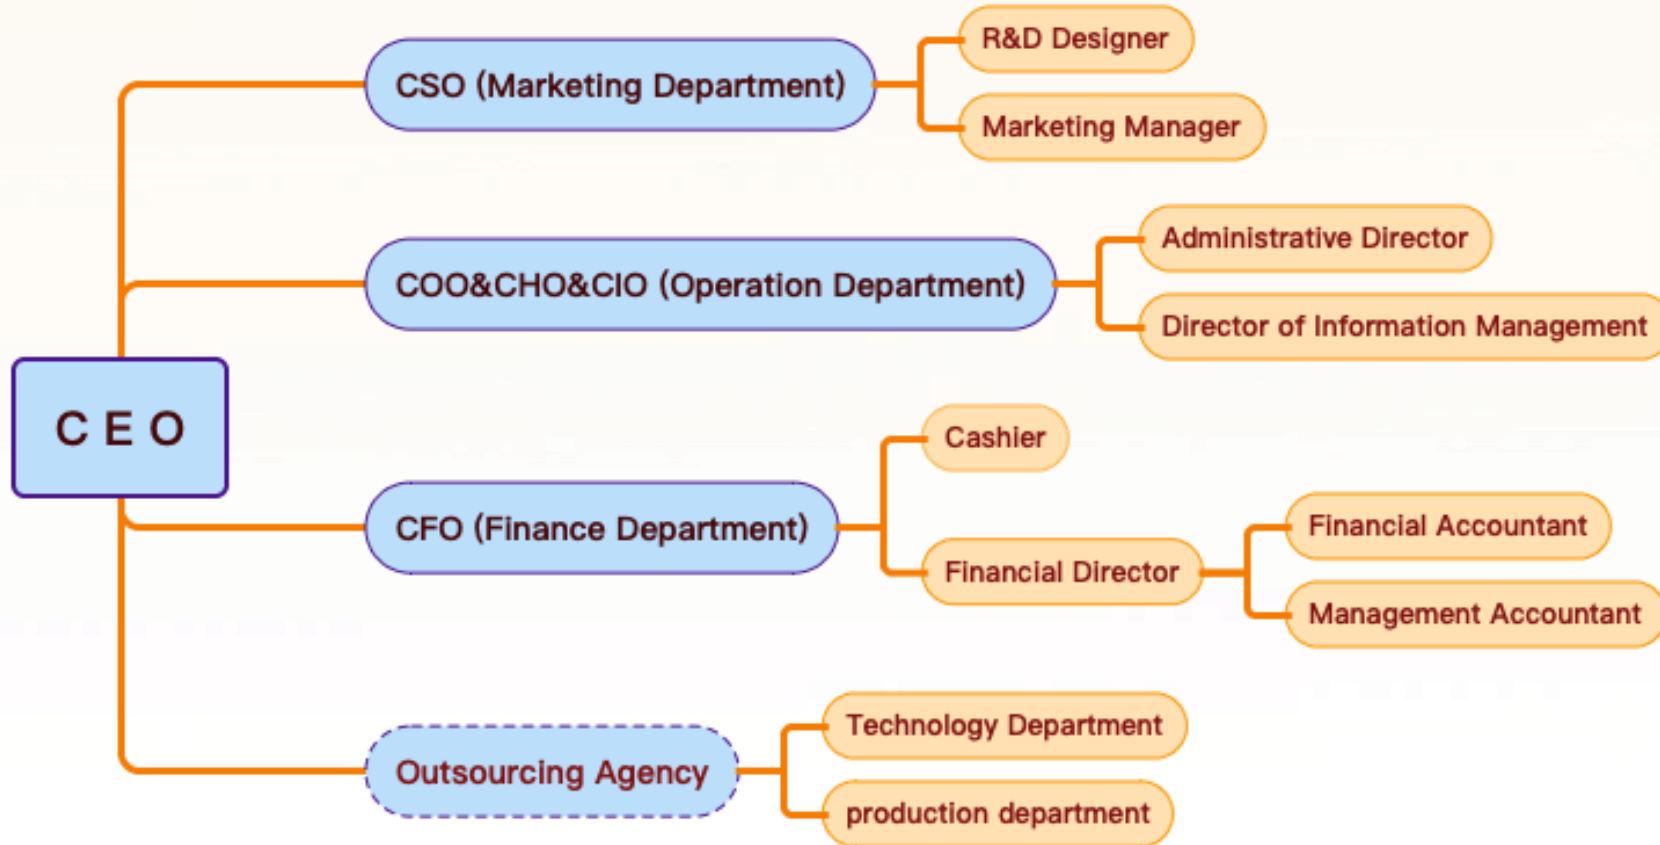 CSO (Marketing Department)
R&D Designer
Marketing Manager
COO&CHO&CIO (Operation Department)
Administrative Director
Director of Information Management
C E O
CFO (Finance Department)
Cashier
Financial Director
Financial Accountant
Management Accountant
Outsourcing Agency
Technology Department
production department